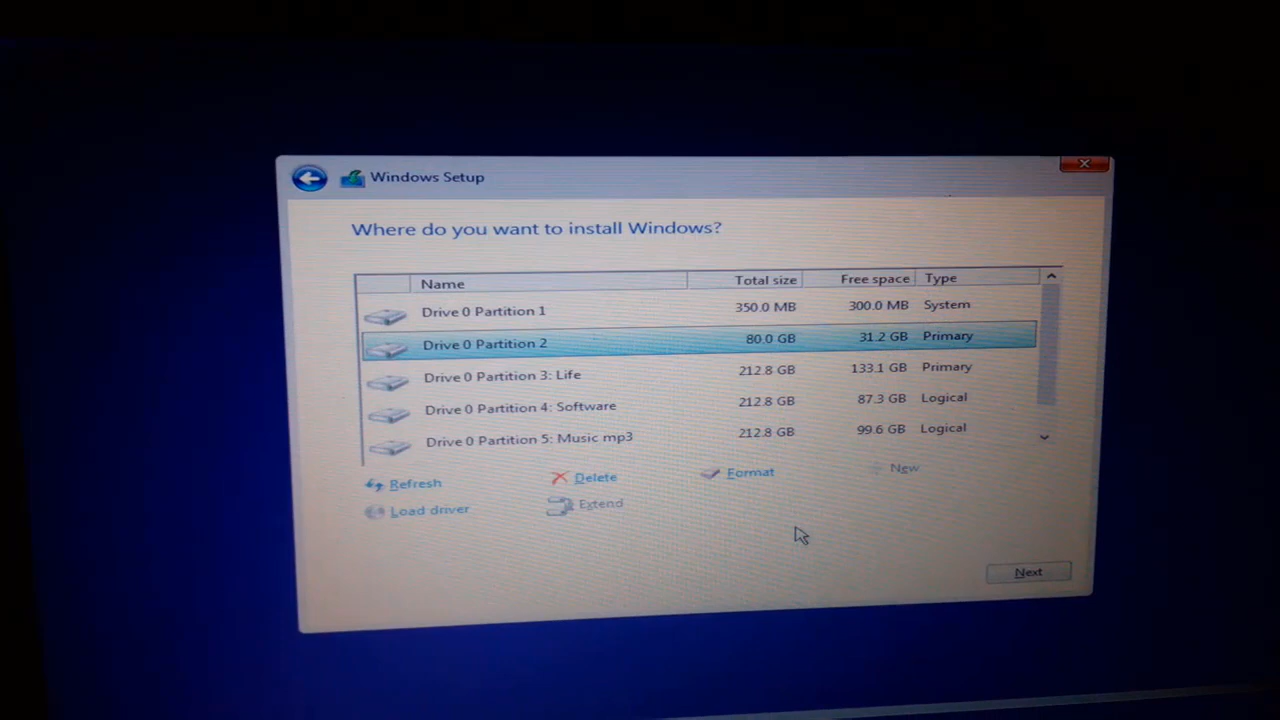 Windows Setup
Where do you want to install Windows?
Name Total size Free space Type
Drive 0 Partition 1 350.0 MB 300.0 MB System
Drive 0 Partition 2 80.0 GB 31.2 GB Primary
Drive 0 Partition 3: Life 212.8 GB 133.1 GB Primary
Drive 0 Partition 4: Software 212.8 GB 87.3 GB Logical
Drive 0 Partition 5: Music mp3 212.8 GB 99.6 GB Logical
Refresh Delete Format New
Load driver Extend
Next